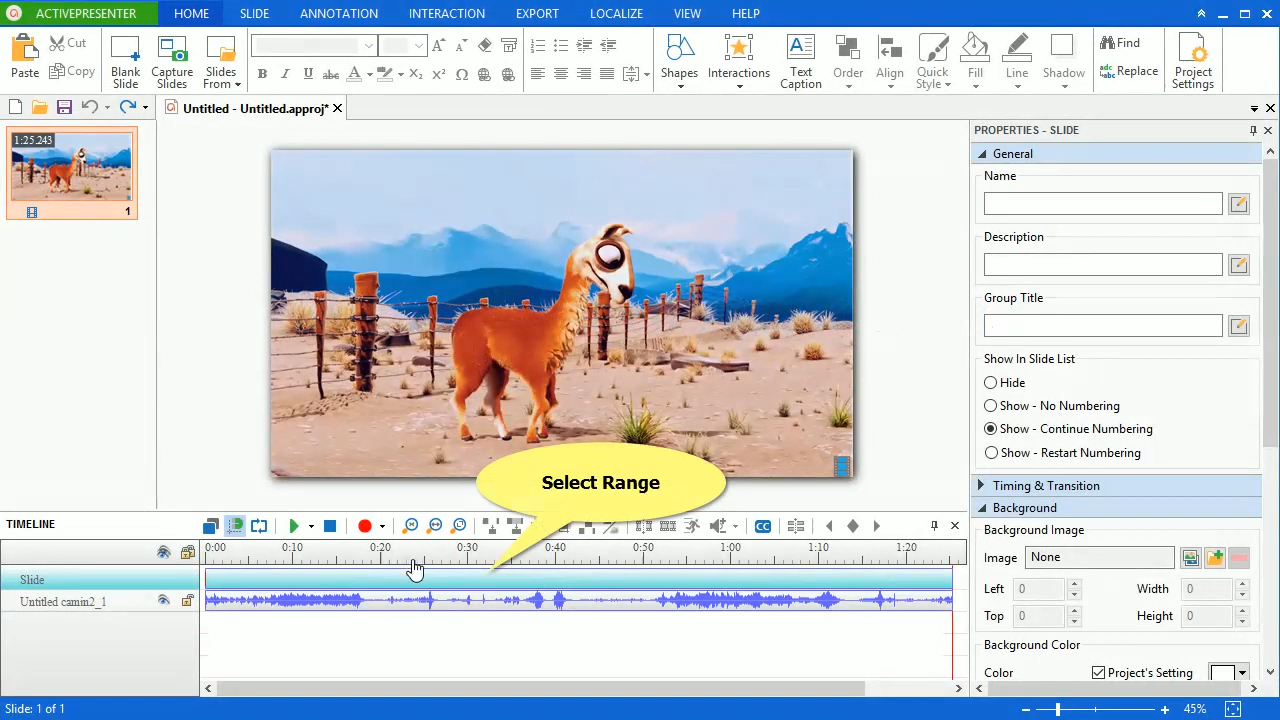 ACTIVEPRESENTER HOME SLIDE ANNOTATION INTERACTION EXPORT LOCALIZE VIEW HELP
Cut
Copy
Paste
Blank
Slide
Capture
Slides
Slides
From
Shapes
Interactions
Text
Caption
Order
Align
Quick
Style
Fill
Line
Shadow
Find
Replace
Project
Settings
Untitled - Untitled.approj*
1:25.243
1
PROPERTIES - SLIDE
General
Name
Description
Group Title
Show In Slide List
Hide
Show - No Numbering
Show - Continue Numbering
Show - Restart Numbering
Timing & Transition
Background
Background Image
Image None
Left 0 Width 0
Top 0 Height 0
Background Color
Color Project's Setting
Select Range
TIMELINE
CC
0:00 0:10 0:20 0:30 0:40 0:50 1:00 1:10 1:20
Slide
Untitled camin2_1
Slide: 1 of 1
45%